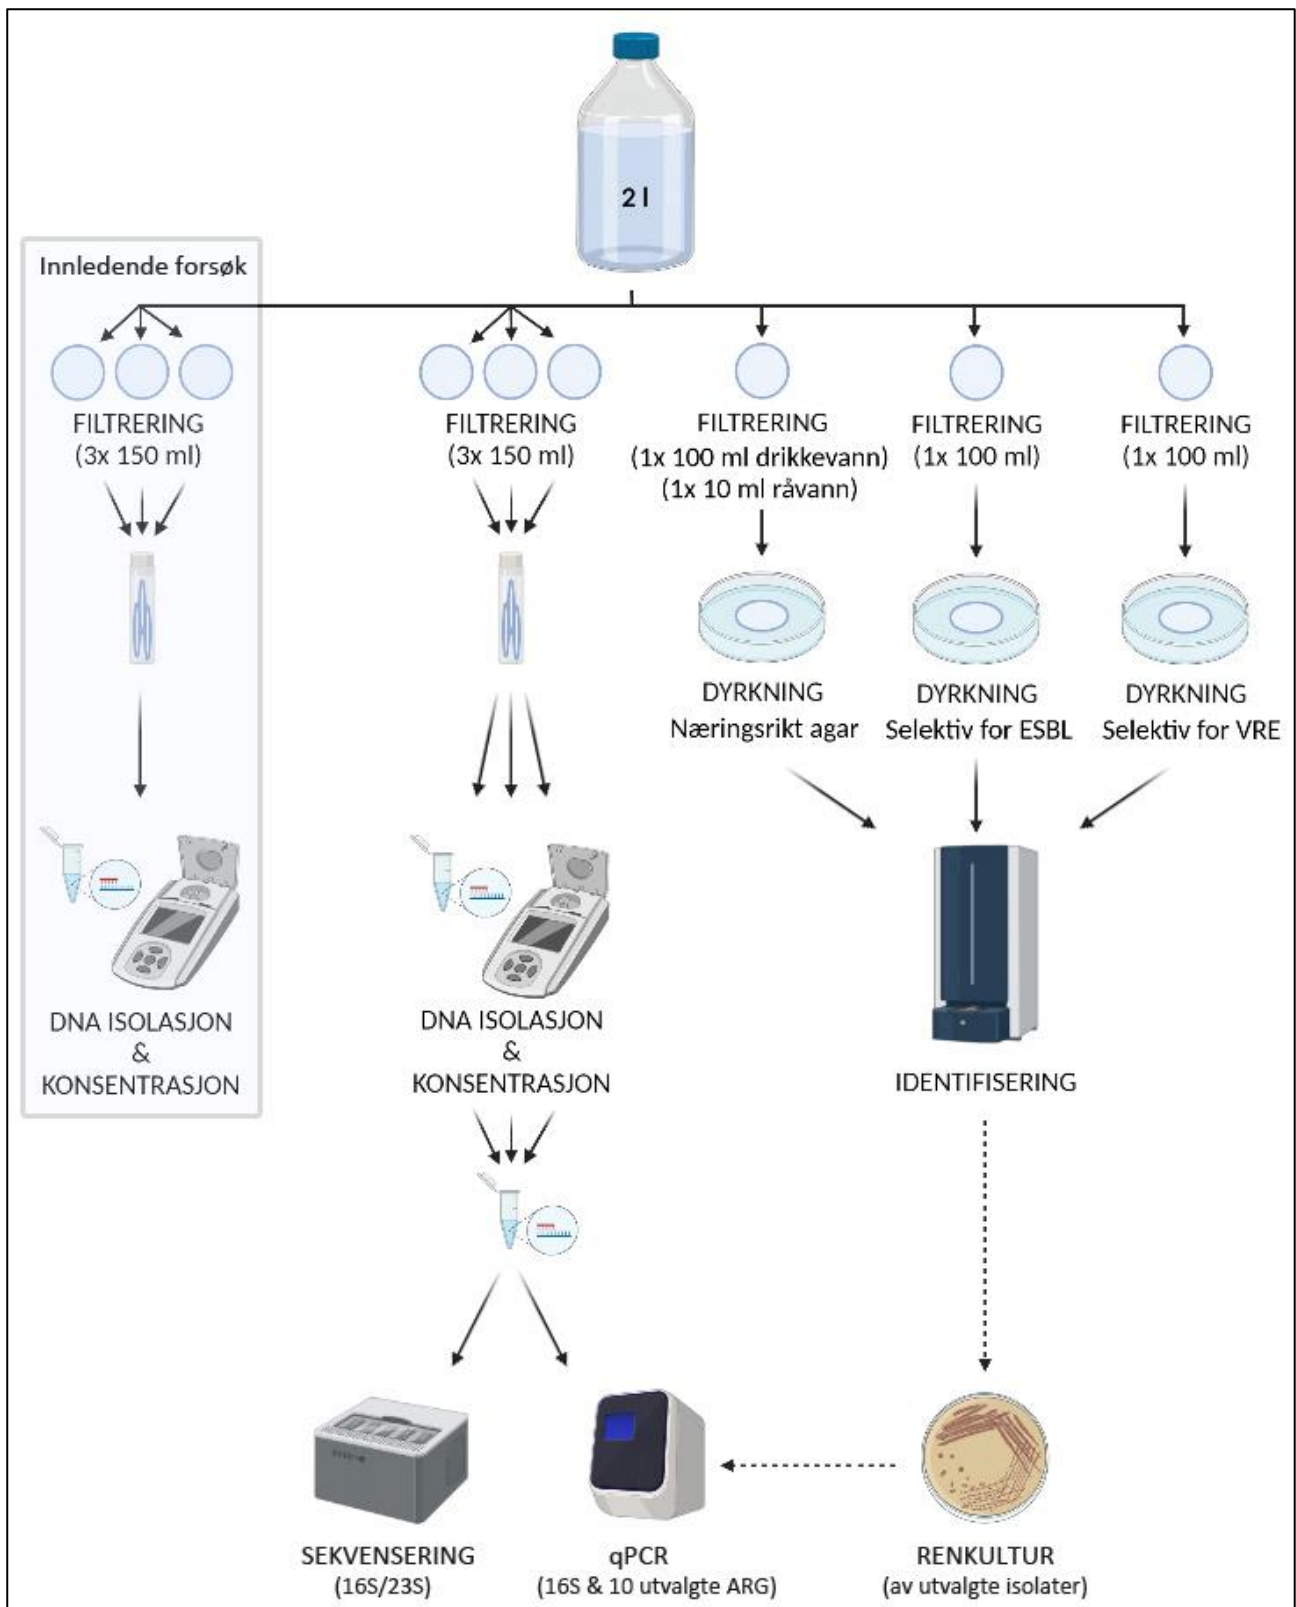 2 l
Innledende forsøk
FILTRERING
(3x 150 ml)
FILTRERING
(3x 150 ml)
FILTRERING
(1x 100 ml drikkevann)
(1x 10 ml råvann)
FILTRERING
(1x 100 ml)
FILTRERING
(1x 100 ml)
DYRKNING
Næringsrikt agar
DYRKNING
Selektiv for ESBL
DYRKNING
Selektiv for VRE
DNA ISOLASJON
&
KONSENTRASJON
DNA ISOLASJON
&
KONSENTRASJON
IDENTIFISERING
SEKVENSERING
(16S/23S)
qPCR
(16S & 10 utvalgte ARG)
RENKULTUR
(av utvalgte isolater)